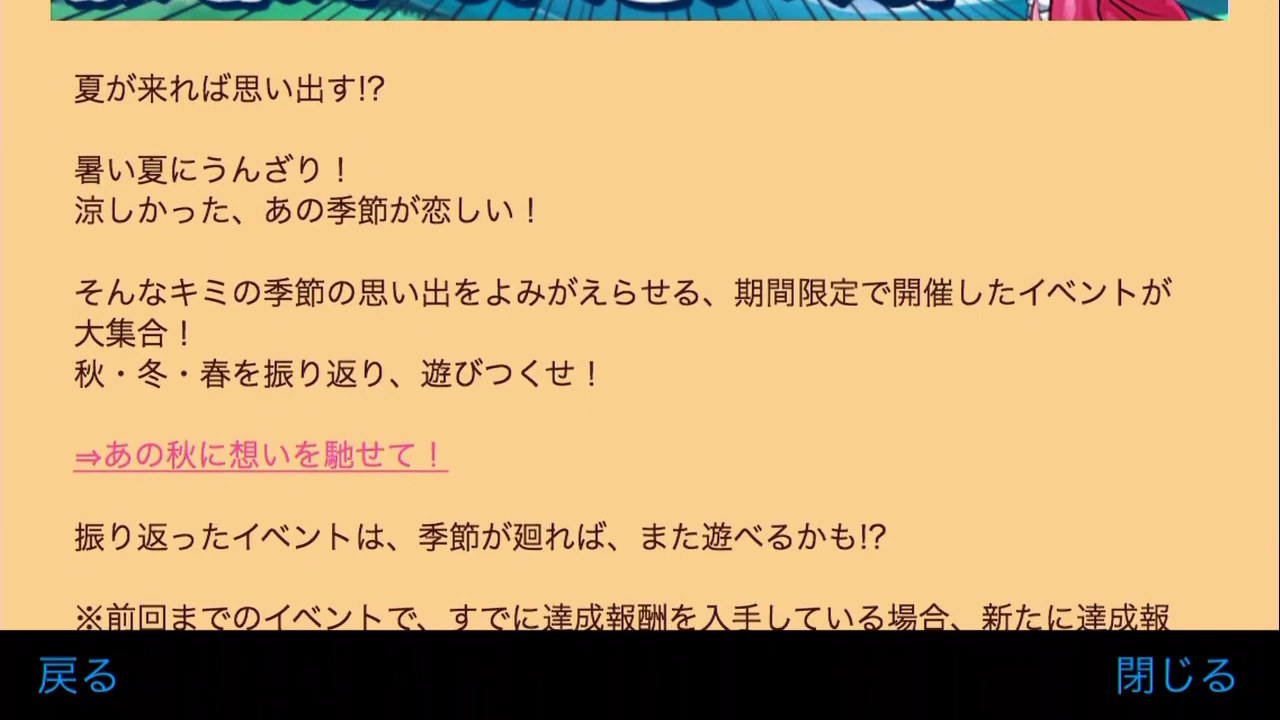 夏が来れば思い出す!?
暑い夏にうんざり！
涼しかった、あの季節が恋しい！
そんなキミの季節の思い出をよみがえらせる、期間限定で開催したイベントが
大集合！
秋・冬・春を振り返り、遊びつくせ！
⇒あの秋に想いを馳せて！
振り返ったイベントは、季節が廻れば、また遊べるかも!?
※前回までのイベントで、すでに達成報酬を入手している場合、新たに達成報
戻る
閉じる